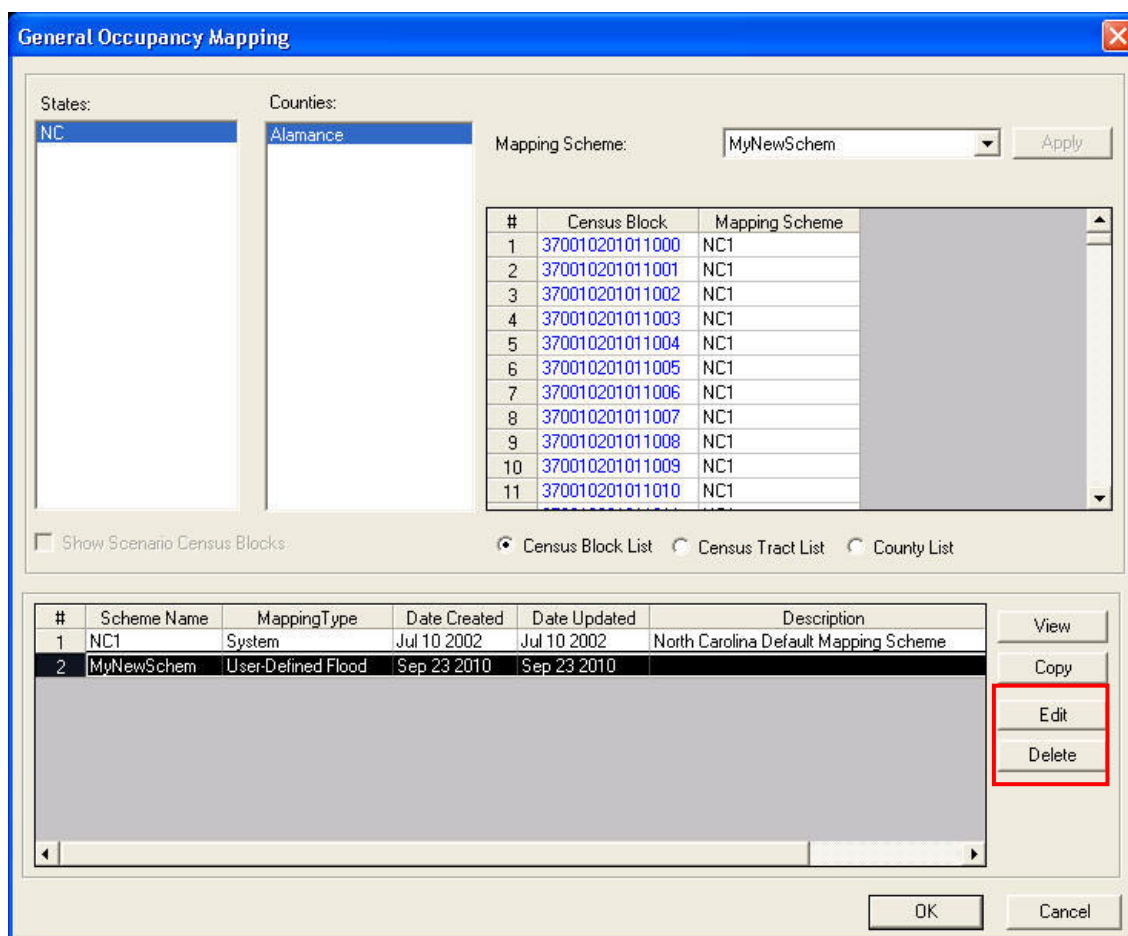 General Occupancy Mapping
States:
Counties:
NC
Alamance
Mapping Scheme:
MyNewSchem
Apply
# Census Block Mapping Scheme
1 370010201011000 NC1
2 370010201011001 NC1
3 370010201011002 NC1
4 370010201011003 NC1
5 370010201011004 NC1
6 370010201011005 NC1
7 370010201011006 NC1
8 370010201011007 NC1
9 370010201011008 NC1
10 370010201011009 NC1
11 370010201011010 NC1
Show Scenario Census Blocks
Census Block List Census Tract List County List
# Scheme Name MappingType Date Created Date Updated Description
1 NC1 System Jul 10 2002 Jul 10 2002 North Carolina Default Mapping Scheme
2 MyNewSchem User-Defined Flood Sep 23 2010 Sep 23 2010
View
Copy
Edit
Delete
OK
Cancel